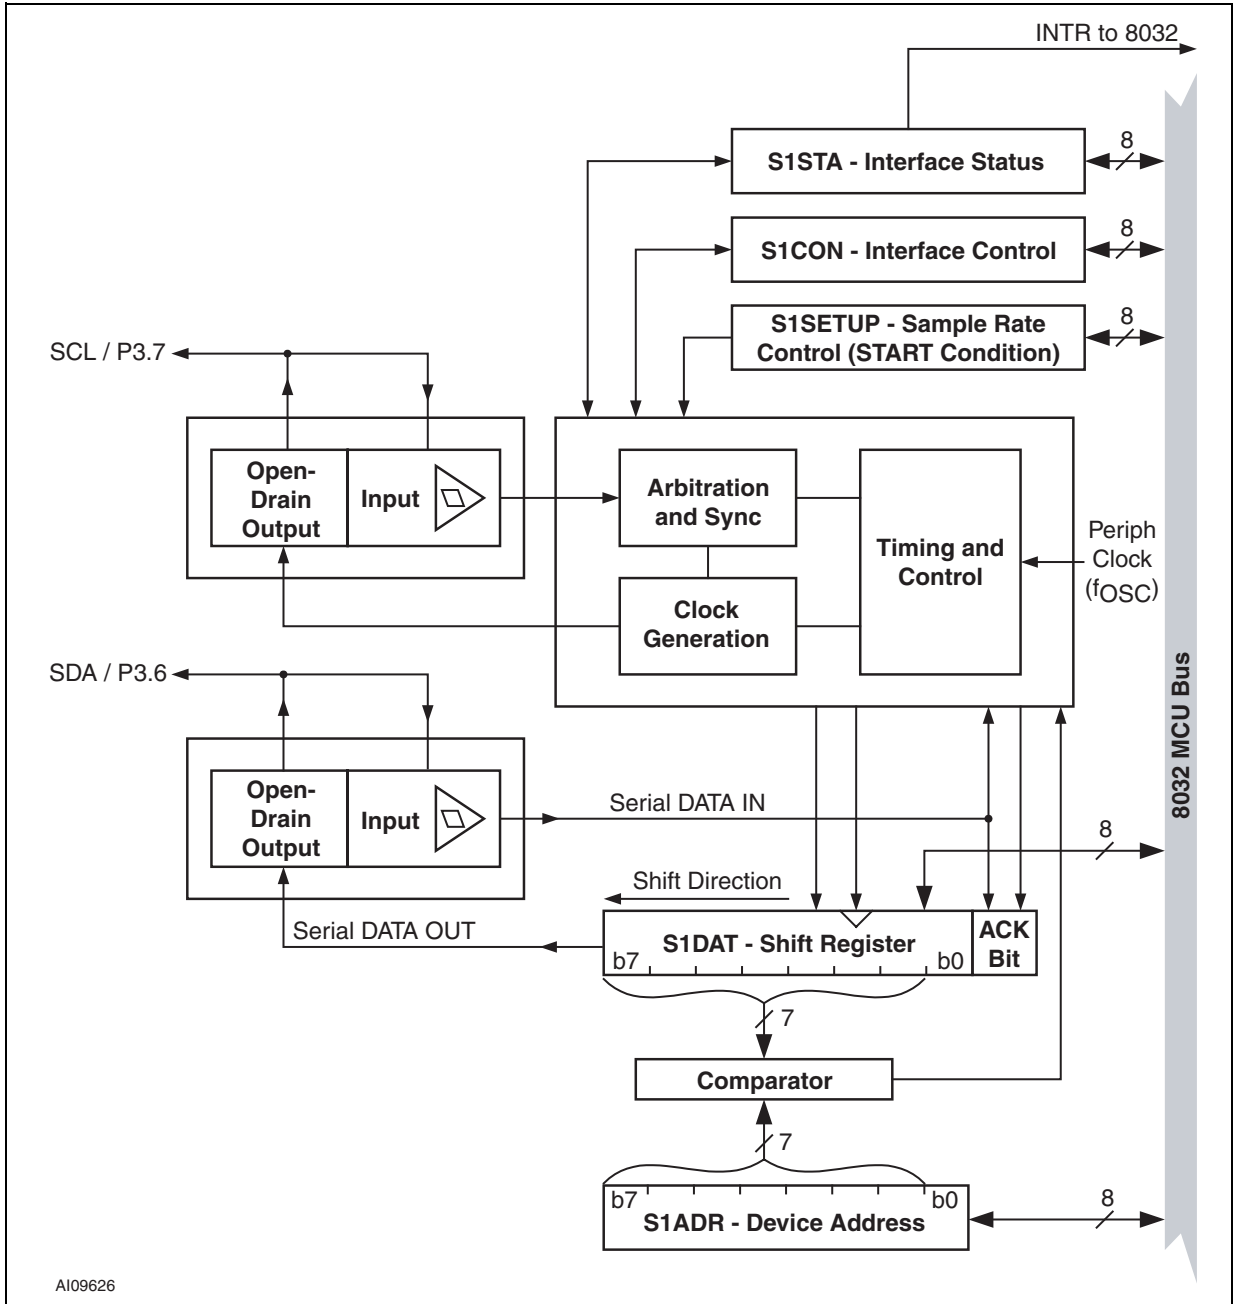 INTR to 8032
S1STA - Interface Status
8
S1CON - Interface Control
8
S1SETUP - Sample Rate
Control (START Condition)
8
SCL / P3.7
Open-
Drain
Output
Input
Arbitration
and Sync
Timing and
Control
Periph
Clock
(fOSC)
Clock
Generation
SDA / P3.6
8032 MCU Bus
Open-
Drain
Output
Input
Serial DATA IN
8
Shift Direction
Serial DATA OUT
S1DAT - Shift Register
b7
b0
ACK
Bit
7
Comparator
7
b7
b0
S1ADR - Device Address
8
AI09626